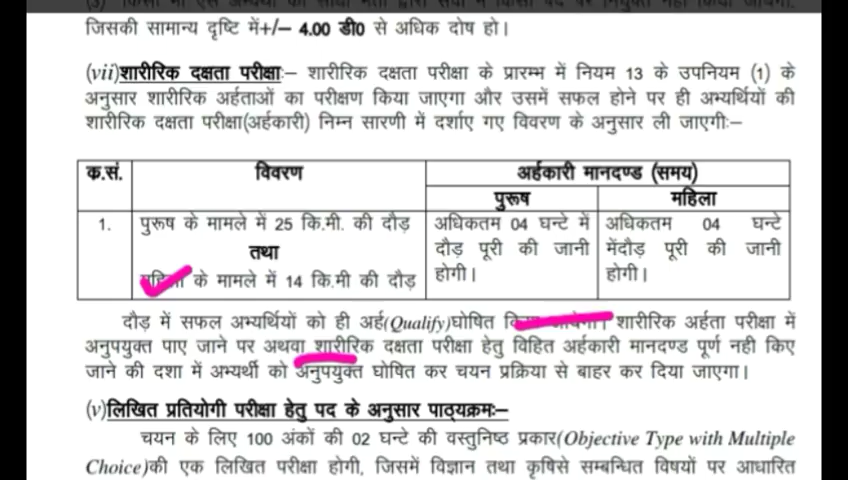 जिसकी सामान्य दृष्टि में+/– 4.00 डी0 से अधिक दोष हो।
(vii)शारीरिक दक्षता परीक्षाः– शारीरिक दक्षता परीक्षा के प्रारम्भ में नियम 13 के उपनियम (1) के
अनुसार शारीरिक अर्हताओं का परीक्षण किया जाएगा और उसमें सफल होने पर ही अभ्यर्थियों की
शारीरिक दक्षता परीक्षा(अर्हकारी) निम्न सारणी में दर्शाए गए विवरण के अनुसार ली जाएगीः–
क.सं. विवरण अर्हकारी मानदण्ड (समय)
पुरूष महिला
1. पुरूष के मामले में 25 कि.मी. की दौड़ अधिकतम 04 घन्टे में अधिकतम 04 घन्टे
तथा दौड़ पूरी की जानी मेंदौड़ पूरी की जानी
के मामले में 14 कि.मी की दौड़ होगी। होगी।
दौड़ में सफल अभ्यर्थियों को ही अर्ह(Qualify)घोषित शारीरिक अर्हता परीक्षा में
अनुपयुक्त पाए जाने पर अथवा शारीरिक दक्षता परीक्षा हेतु विहित अर्हकारी मानदण्ड पूर्ण नही किए
जाने की दशा में अभ्यर्थी को अनुपयुक्त घोषित कर चयन प्रक्रिया से बाहर कर दिया जाएगा।
(v)लिखित प्रतियोगी परीक्षा हेतु पद के अनुसार पाठ्यक्रमः–
चयन के लिए 100 अंकों की 02 घन्टे की वस्तुनिष्ठ प्रकार(Objective Type with Multiple
Choice)की एक लिखित परीक्षा होगी, जिसमें विज्ञान तथा कृषिसे सम्बन्धित विषयों पर आधारित